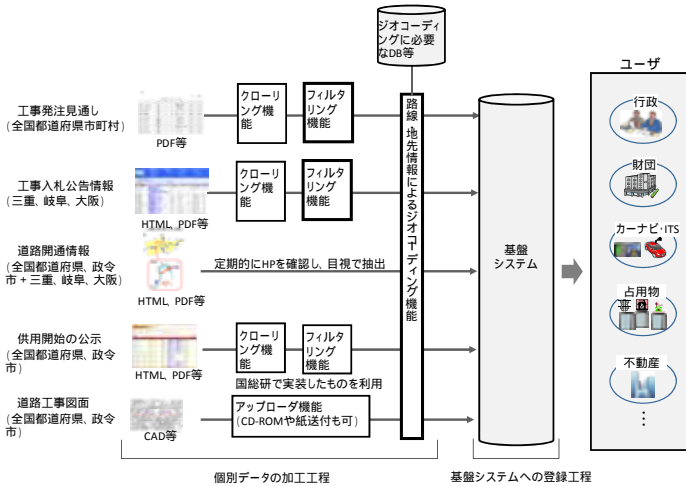 ジオコーディ
ングに必要
なDB等
ユーザ
工事発注見通し
(全国都道府県市町村)
PDF等
クローリ
ング機
能
フィルタ
リング
機能
工事入札公告情報
(三重、岐阜、大阪)
HTML、PDF等
クローリ
ング機
能
フィルタ
リング
機能
道路開通情報
(全国都道府県、政令
市＋三重、岐阜、大阪)
HTML、PDF等
定期的にHPを確認し、目視で抽出
供用開始の公示
(全国都道府県、政令
市)
HTML、PDF等
クローリ
ング機
能
フィルタ
リング
機能
国総研で実装したものを利用
道路工事図面
(全国都道府県、政令
市)
CAD等
アップローダ機能
(CD-ROMや紙送付も可)
路線 地先情報によるジオコーディング機能
基盤
システム
行政
財団
カーナビ・ITS
占用物
不動産
⋮
個別データの加工工程
基盤システムへの登録工程